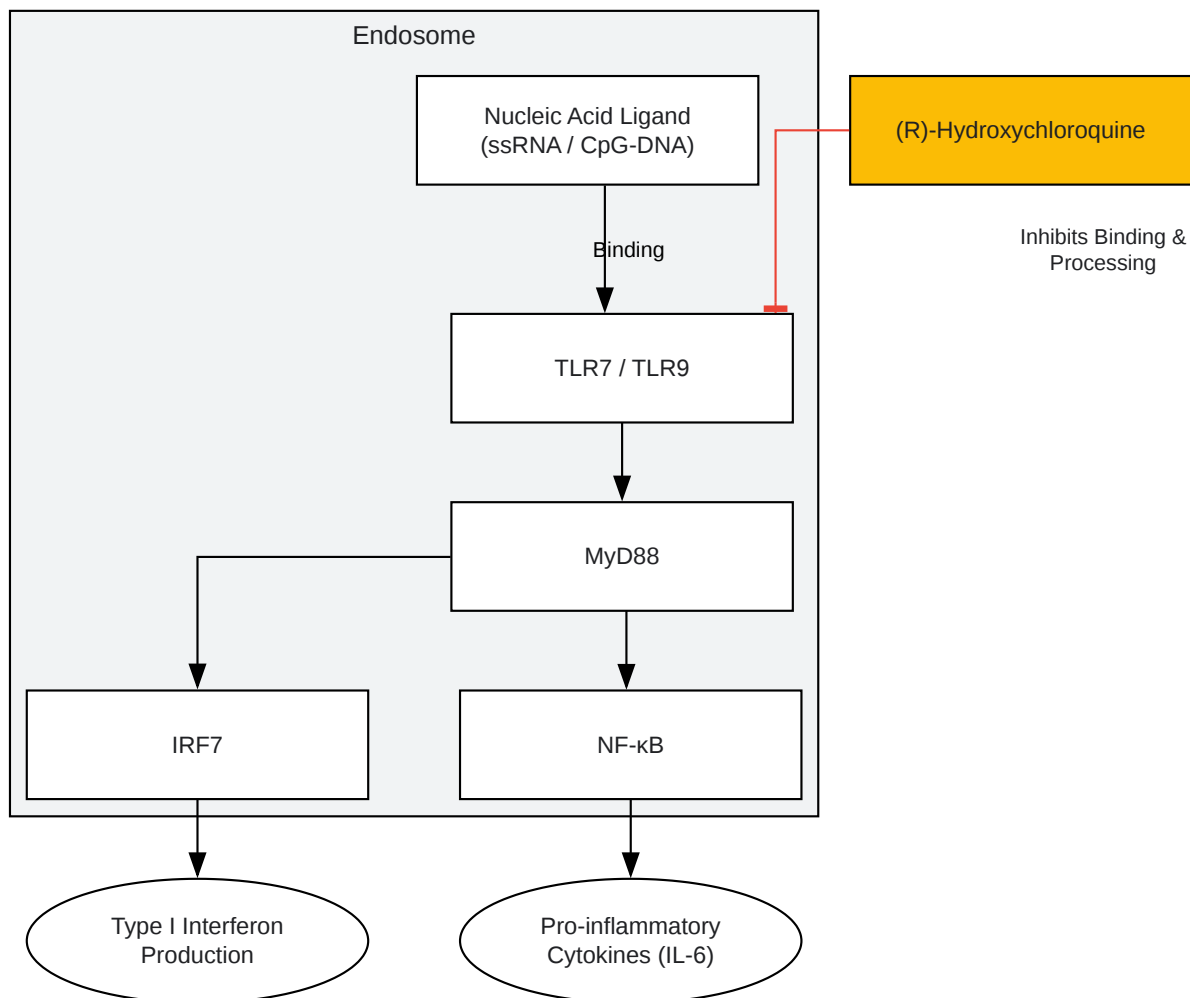 Endosome
Nucleic Acid Ligand
(ssRNA / CpG-DNA)
(R)-Hydroxychloroquine
Inhibits Binding &
Processing
Binding
TLR7 / TLR9
MyD88
IRF7
NF-κB
Type I Interferon
Production
Pro-inflammatory
Cytokines (IL-6)